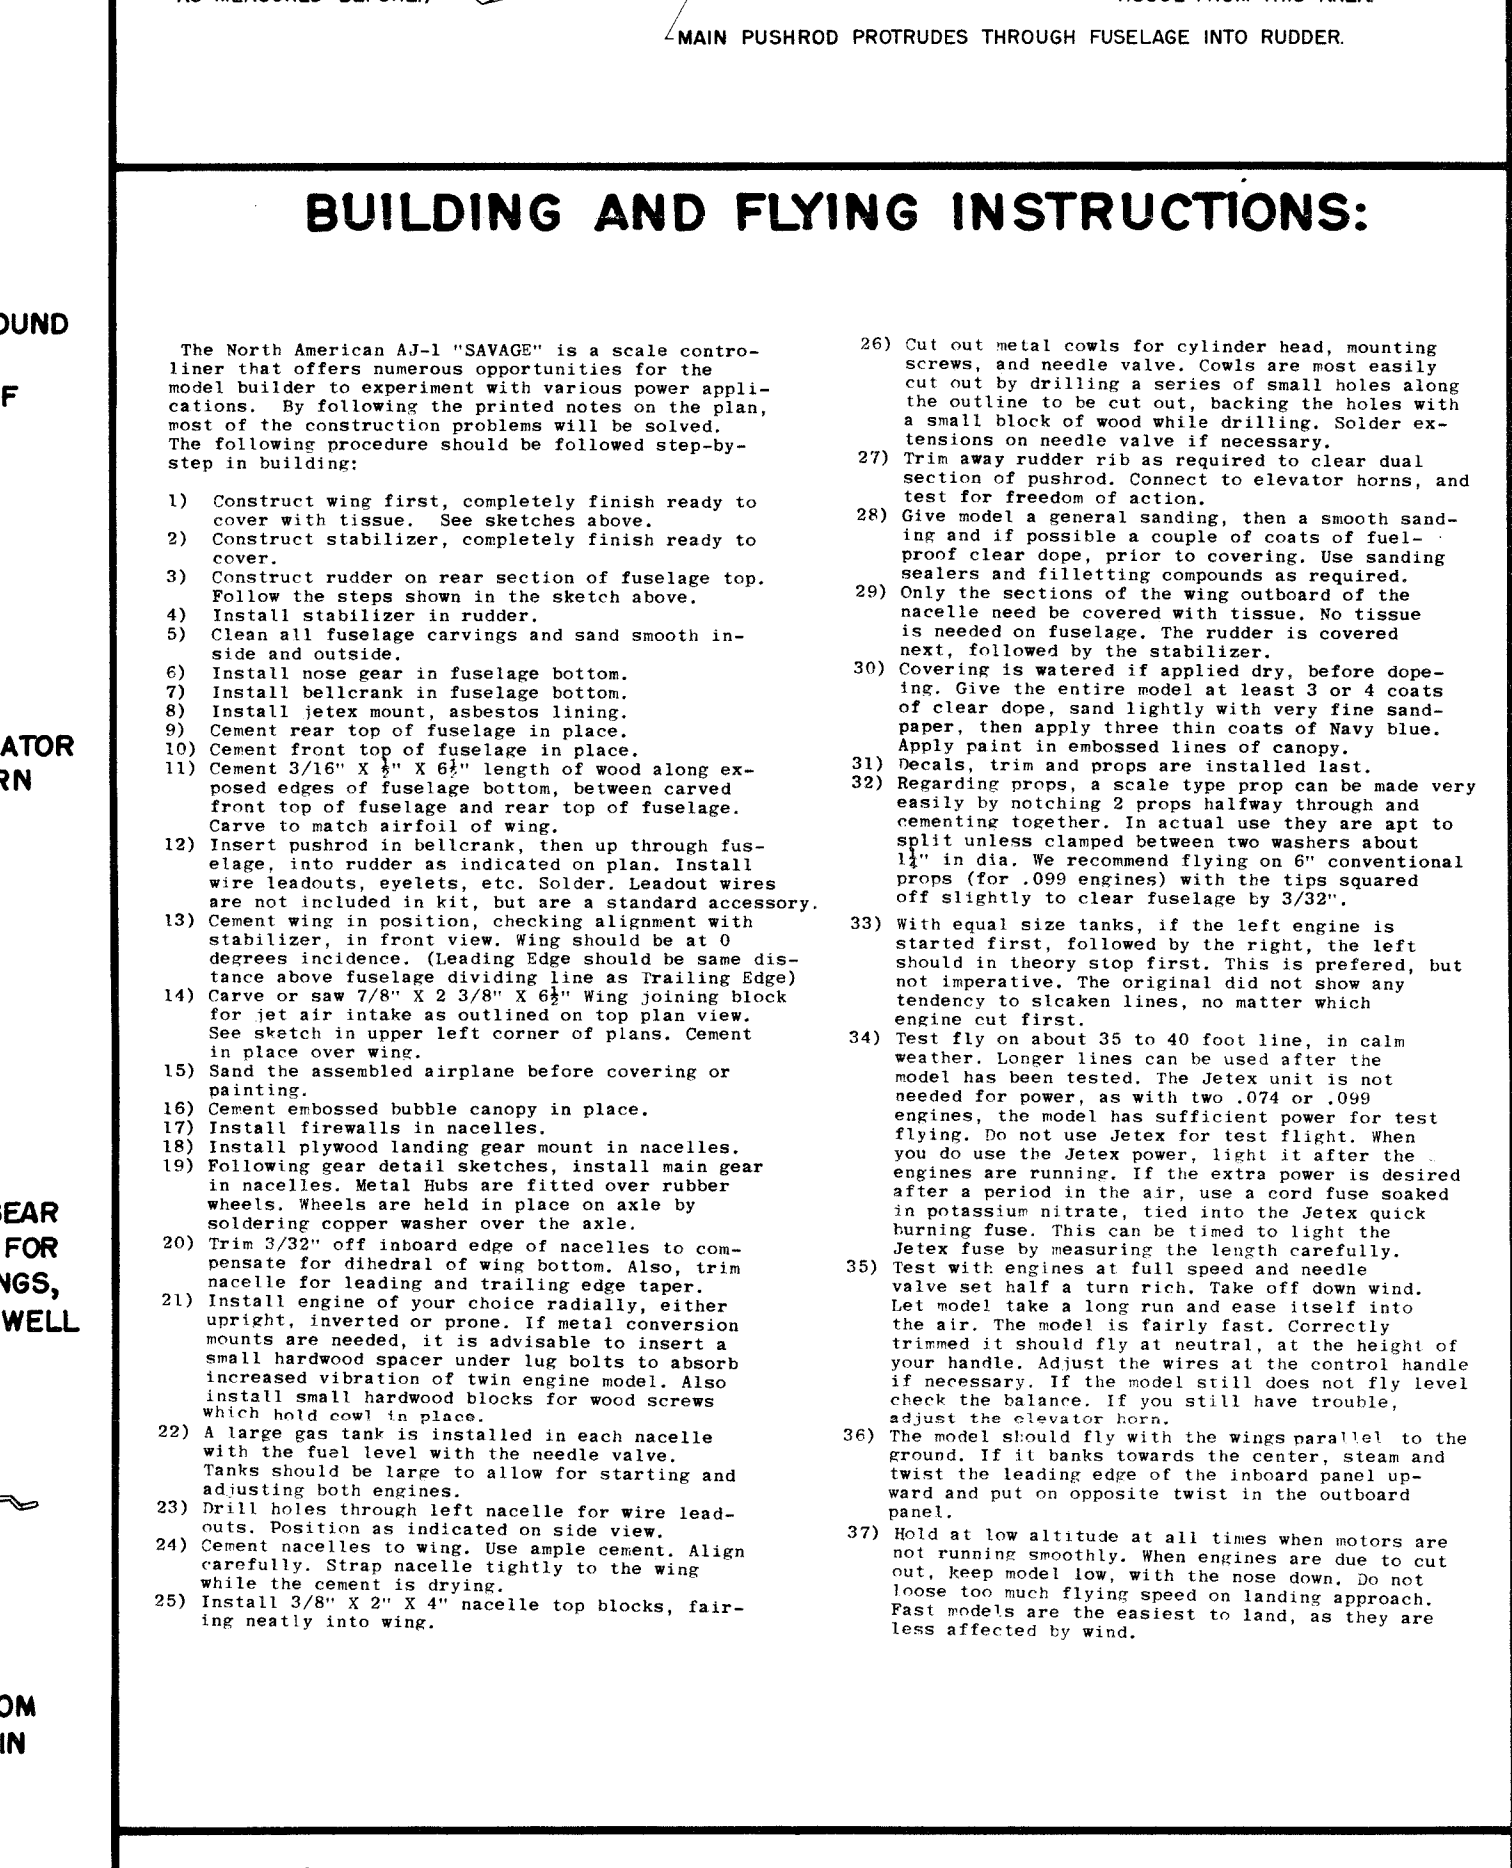 MAIN PUSHROD PROTRUDES THROUGH FUSELAGE INTO RUDDER.
BUILDING AND FLYING INSTRUCTIONS:
OUND
F
ATOR
RN
GEAR
FOR
NGS,
WELL
OM
IN
The North American AJ-1 "SAVAGE" is a scale contro-
liner that offers numerous opportunities for the
model builder to experiment with various power appli-
cations. By following the printed notes on the plan,
most of the construction problems will be solved.
The following procedure should be followed step-by-
step in building:
1) Construct wing first, completely finish ready to
cover with tissue. See sketches above.
2) Construct stabilizer, completely finish ready to
cover.
3) Construct rudder on rear section of fuselage top.
Follow the steps shown in the sketch above.
4) Install stabilizer in rudder.
5) Clean all fuselage carvings and sand smooth in-
side and outside.
6) Install nose gear in fuselage bottom.
7) Install bellcrank in fuselage bottom.
8) Install jetex mount, asbestos lining.
9) Cement rear top of fuselage in place.
10) Cement front top of fuselage in place.
11) Cement 3/16" X ½" X 6½" length of wood along ex-
posed edges of fuselage bottom, between carved
front top of fuselage and rear top of fuselage.
Carve to match airfoil of wing.
12) Insert pushrod in bellcrank, then up through fus-
elage, into rudder as indicated on plan. Install
wire leadouts, eyelets, etc. Solder. Leadout wires
are not included in kit, but are a standard accessory.
13) Cement wing in position, checking alignment with
stabilizer, in front view. Wing should be at 0
degrees incidence. (Leading Edge should be same dis-
tance above fuselage dividing line as Trailing Edge)
14) Carve or saw 7/8" X 2 3/8" X 6½" Wing joining block
for jet air intake as outlined on top plan view.
See sketch in upper left corner of plans. Cement
in place over wing.
15) Sand the assembled airplane before covering or
painting.
16) Cement embossed bubble canopy in place.
17) Install firewalls in nacelles.
18) Install plywood landing gear mount in nacelles.
19) Following gear detail sketches, install main gear
in nacelles. Metal Hubs are fitted over rubber
wheels. Wheels are held in place on axle by
soldering copper washer over the axle.
20) Trim 3/32" off inboard edge of nacelles to com-
pensate for dihedral of wing bottom. Also, trim
nacelle for leading and trailing edge taper.
21) Install engine of your choice radially, either
upright, inverted or prone. If metal conversion
mounts are needed, it is advisable to insert a
small hardwood spacer under lug bolts to absorb
increased vibration of twin engine model. Also
install small hardwood blocks for wood screws
which hold cowl in place.
22) A large gas tank is installed in each nacelle
with the fuel level with the needle valve.
Tanks should be large to allow for starting and
adjusting both engines.
23) Drill holes through left nacelle for wire lead-
outs. Position as indicated on side view.
24) Cement nacelles to wing. Use ample cement. Align
carefully. Strap nacelle tightly to the wing
while the cement is drying.
25) Install 3/8" X 2" X 4" nacelle top blocks, fair-
ing neatly into wing.
26) Cut out metal cowls for cylinder head, mounting
screws, and needle valve. Cowls are most easily
cut out by drilling a series of small holes along
the outline to be cut out, backing the holes with
a small block of wood while drilling. Solder ex-
tensions on needle valve if necessary.
27) Trim away rudder rib as required to clear dual
section of pushrod. Connect to elevator horns, and
test for freedom of action.
28) Give model a general sanding, then a smooth sand-
ing and if possible a couple of coats of fuel-
proof clear dope, prior to covering. Use sanding
sealers and filletting compounds as required.
29) Only the sections of the wing outboard of the
nacelle need be covered with tissue. No tissue
is needed on fuselage. The rudder is covered
next, followed by the stabilizer.
30) Covering is watered if applied dry, before dope-
ing. Give the entire model at least 3 or 4 coats
of clear dope, sand lightly with very fine sand-
paper, then apply three thin coats of Navy blue.
Apply paint in embossed lines of canopy.
31) Decals, trim and props are installed last.
32) Regarding props, a scale type prop can be made very
easily by notching 2 props halfway through and
cementing together. In actual use they are apt to
split unless clamped between two washers about
1¼" in dia. We recommend flying on 6" conventional
props (for .099 engines) with the tips squared
off slightly to clear fuselage by 3/32".
33) With equal size tanks, if the left engine is
started first, followed by the right, the left
should in theory stop first. This is prefered, but
not imperative. The original did not show any
tendency to slcaken lines, no matter which
engine cut first.
34) Test fly on about 35 to 40 foot line, in calm
weather. Longer lines can be used after the
model has been tested. The Jetex unit is not
needed for power, as with two .074 or .099
engines, the model has sufficient power for test
flying. Do not use Jetex for test flight. When
you do use the Jetex power, light it after the
engines are running. If the extra power is desired
after a period in the air, use a cord fuse soaked
in potassium nitrate, tied into the Jetex quick
burning fuse. This can be timed to light the
Jetex fuse by measuring the length carefully.
35) Test with engines at full speed and needle
valve set half a turn rich. Take off down wind.
Let model take a long run and ease itself into
the air. The model is fairly fast. Correctly
trimmed it should fly at neutral, at the height of
your handle. Adjust the wires at the control handle
if necessary. If the model still does not fly level
check the balance. If you still have trouble,
adjust the elevator horn.
36) The model should fly with the wings parallel to the
ground. If it banks towards the center, steam and
twist the leading edge of the inboard panel up-
ward and put on opposite twist in the outboard
panel.
37) Hold at low altitude at all times when motors are
not running smoothly. When engines are due to cut
out, keep model low, with the nose down. Do not
loose too much flying speed on landing approach.
Fast models are the easiest to land, as they are
less affected by wind.